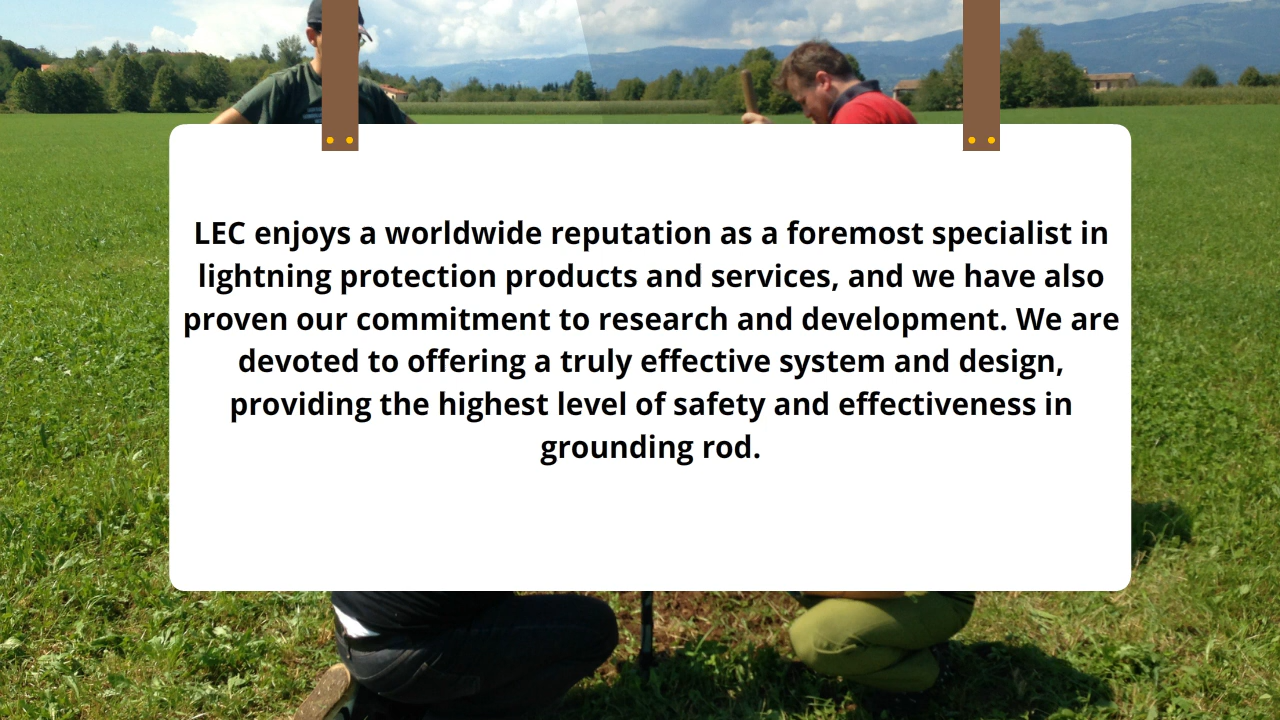 LEC enjoys a worldwide reputation as a foremost specialist in
lightning protection products and services, and we have also
proven our commitment to research and development. We are
devoted to offering a truly effective system and design,
providing the highest level of safety and effectiveness in
grounding rod.